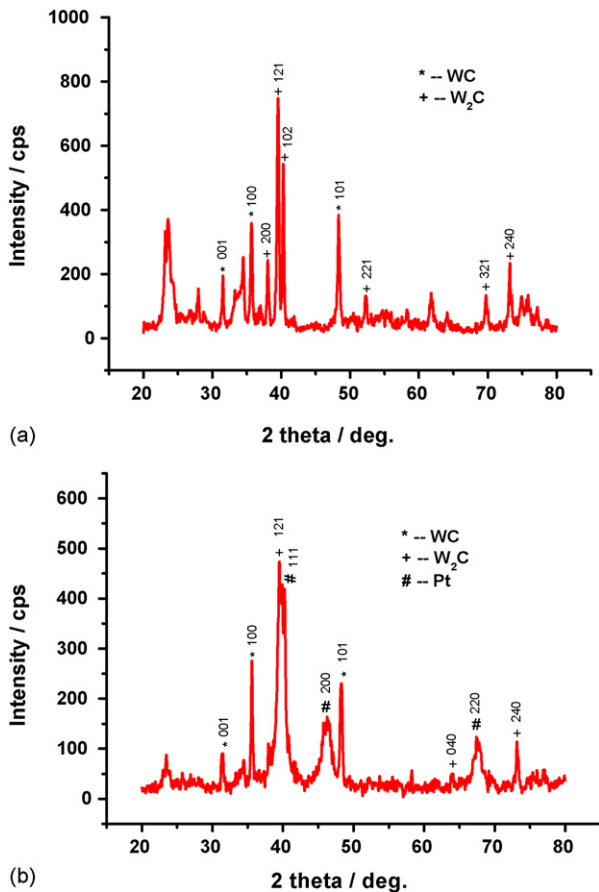 1000
800
600
400
200
0
Intensity / cps
* 001
* 100
+ 200
+ 121
+ 102
* 101
+ 221
+ 321
+ 240
* -- WC
+ -- W₂C
20 30 40 50 60 70 80
2 theta / deg.
(a)
600
500
400
300
200
100
0
Intensity / cps
* 001
* 100
+ 121
# 111
# 200
* 101
+ 040
# 220
+ 240
* -- WC
+ -- W₂C
# -- Pt
20 30 40 50 60 70 80
2 theta / deg.
(b)